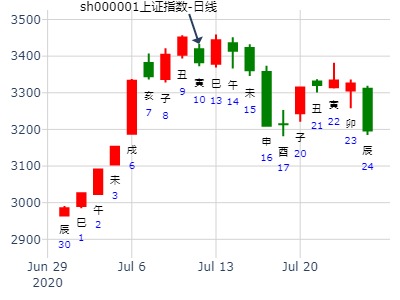 sh000001上证指数-日线
3500
3400
3300
3200
3100
3000
2900
辰
30
巳
1
午
2
未
3
戌
6
亥
7
子
8
丑
9
寅
10
巳
13
午
14
未
15
申
16
酉
17
子
20
丑
21
寅
22
卯
23
辰
24
Jun 29
2020
Jul 6
Jul 13
Jul 20